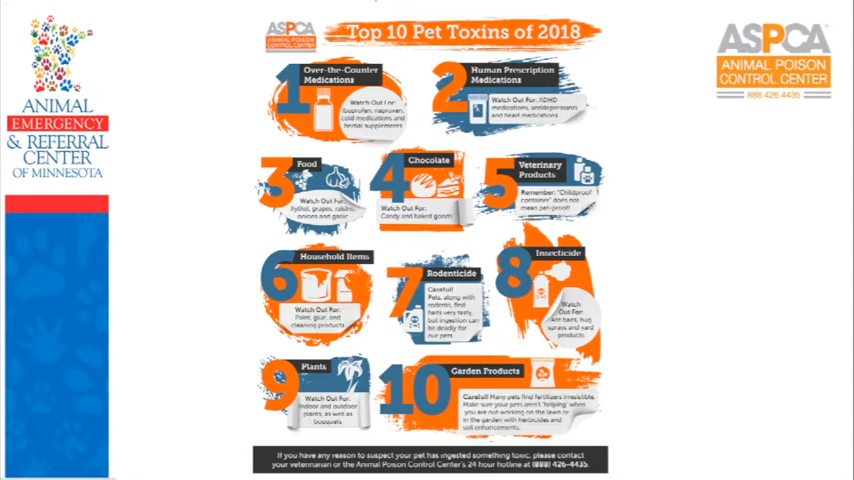 ANIMAL
EMERGENCY
& REFERRAL
CENTER
OF MINNESOTA
ASPCA
ANIMAL POISON
CONTROL CENTER
Top 10 Pet Toxins of 2018
ASPCA
ANIMAL POISON
CONTROL CENTER
888.426.4435
1
Over-the-Counter
Medications
Watch Out For:
Ibuprofen, naproxen,
cold medications and
herbal supplements
2
Human Prescription
Medications
Watch Out For: ADHD
medications, antidepressants
and heart medications
3
Food
Watch Out For:
Xylitol, grapes, raisins,
onions and garlic
4
Chocolate
Watch Out For:
Candy and baked goods
5
Veterinary
Products
Remember: "Childproof
container" does not
mean pet-proof!
6
Household Items
Watch Out For:
Paint, glue, and
cleaning products
7
Rodenticide
Careful!
Pets, along with
rodents, find
baits very tasty,
but ingestion can
be deadly for
our pets
8
Insecticide
Watch
Out For:
Ant baits, bug
sprays and yard
products
9
Plants
Watch Out For:
Indoor and outdoor
plants, as well as
bouquets
10
Garden Products
Careful! Many pets find fertilizers irresistible.
Make sure your pets aren't "helping" when
you are out working on the lawn or
in the garden with herbicides and
soil enhancements.
If you have any reason to suspect your pet has ingested something toxic, please contact
your veterinarian or the Animal Poison Control Center's 24 hour hotline at (888) 426-4435.